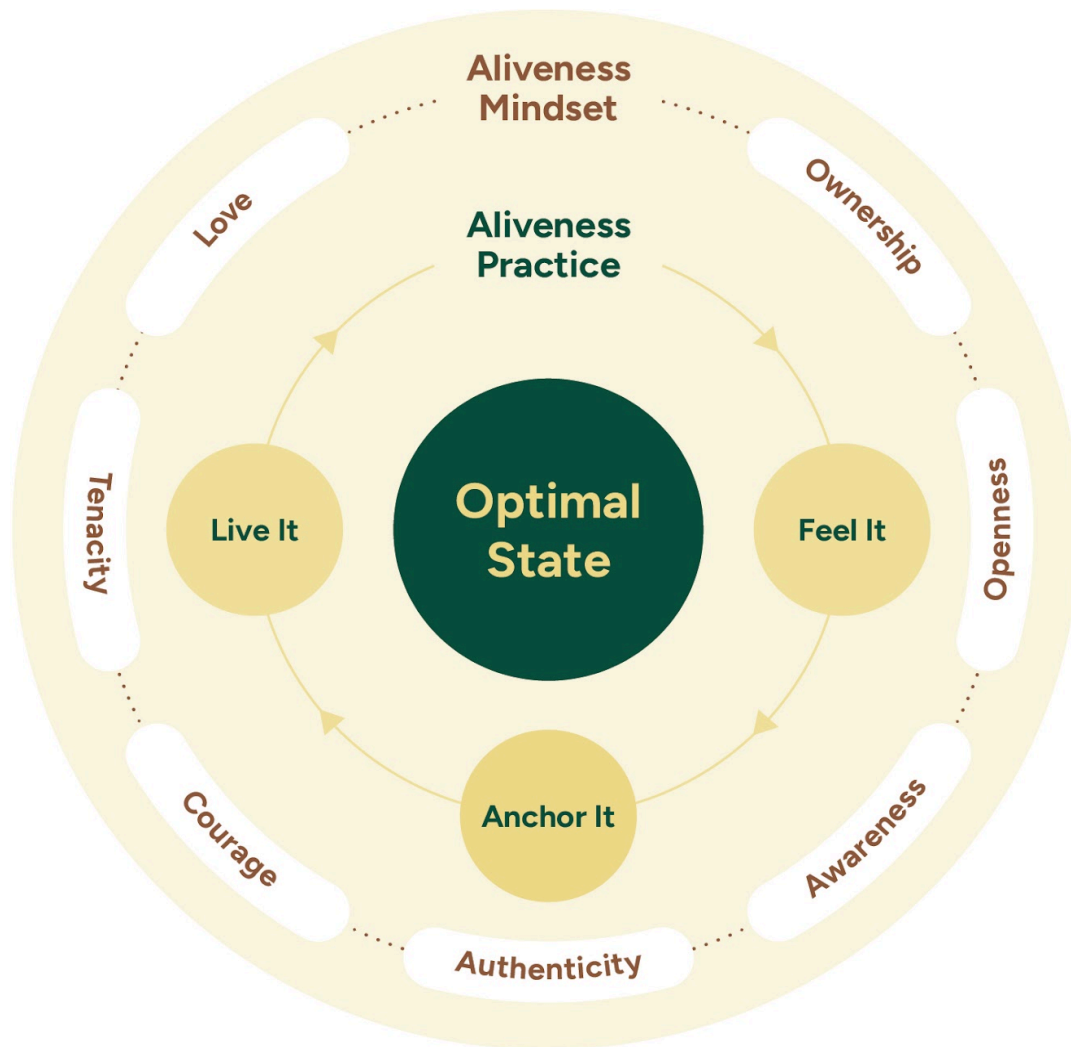 Aliveness
Mindset
Ownership
Openness
Awareness
Authenticity
Courage
Tenacity
Love
Aliveness
Practice
Feel It
Anchor It
Live It
Optimal
State